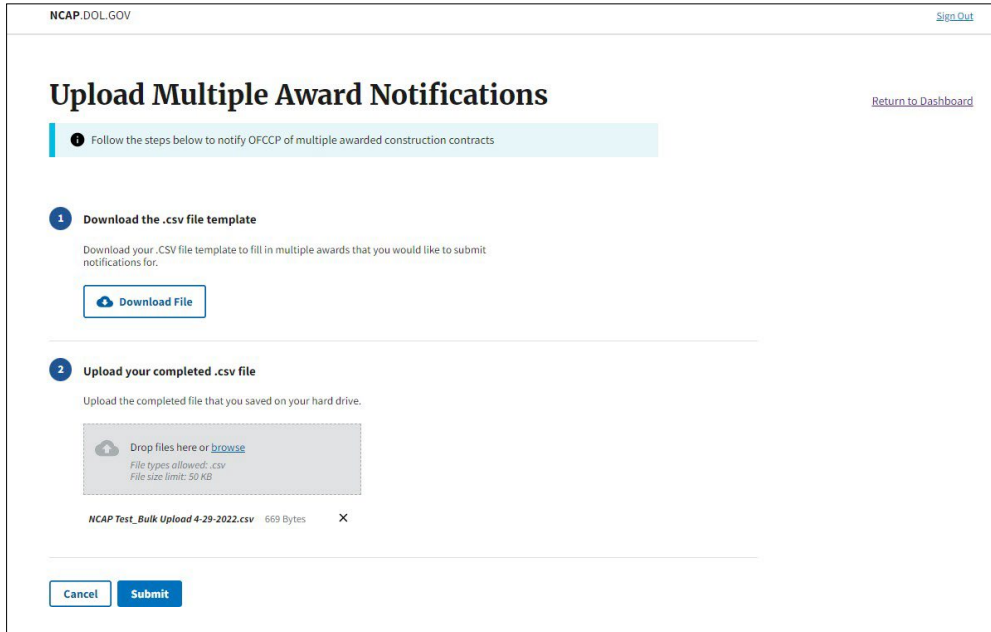 NCAP.DOL.GOV
Sign Out
Upload Multiple Award Notifications
Return to Dashboard
Follow the steps below to notify OFCCP of multiple awarded construction contracts
1
Download the .csv file template
Download your .CSV file template to fill in multiple awards that you would like to submit
notifications for.
Download File
2
Upload your completed .csv file
Upload the completed file that you saved on your hard drive.
Drop files here or browse
File types allowed: .csv
File size limit: 50 KB
NCAP Test_Bulk Upload 4-29-2022.csv 669 Bytes X
Cancel Submit